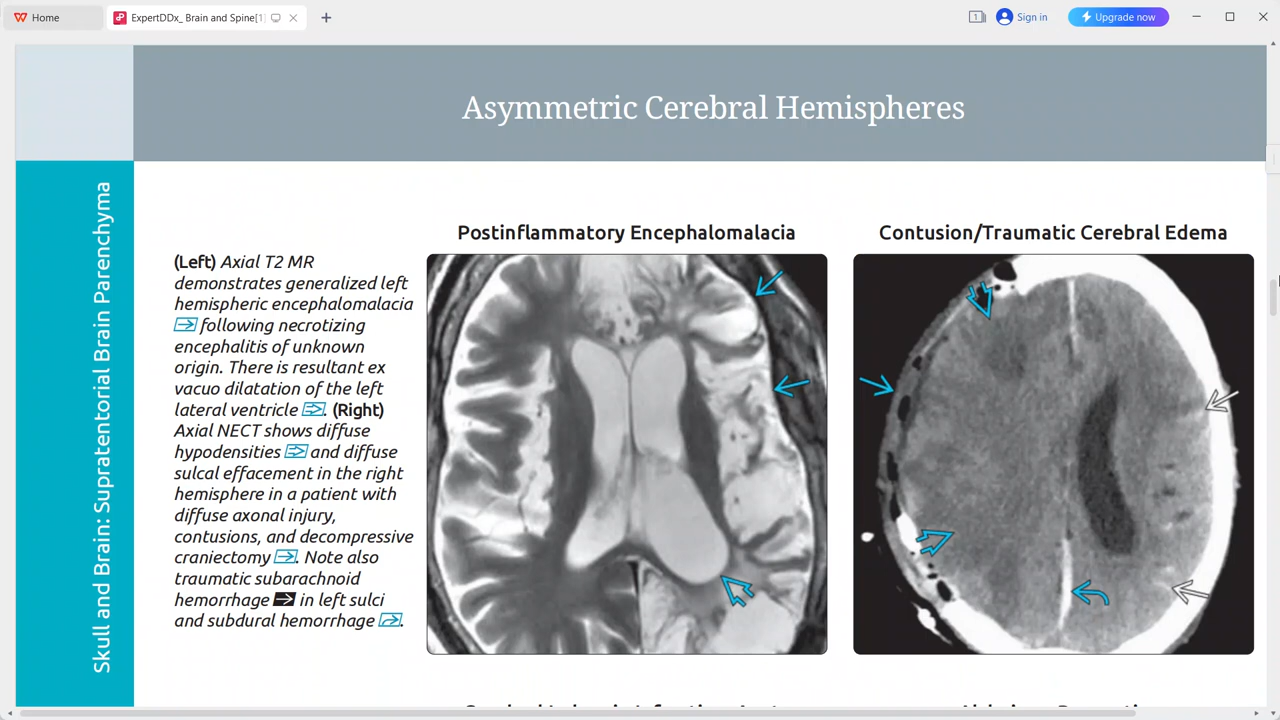 Home
ExpertDDx_ Brain and Spine[1]
1
Sign in
Upgrade now
Asymmetric Cerebral Hemispheres
Skull and Brain: Supratentorial Brain Parenchyma
(Left) Axial T2 MR
demonstrates generalized left
hemispheric encephalomalacia
following necrotizing
encephalitis of unknown
origin. There is resultant ex
vacuo dilatation of the left
lateral ventricle . (Right)
Axial NECT shows diffuse
hypodensities and diffuse
sulcal effacement in the right
hemisphere in a patient with
diffuse axonal injury,
contusions, and decompressive
craniectomy . Note also
traumatic subarachnoid
hemorrhage in left sulci
and subdural hemorrhage .
Postinflammatory Encephalomalacia
Contusion/Traumatic Cerebral Edema